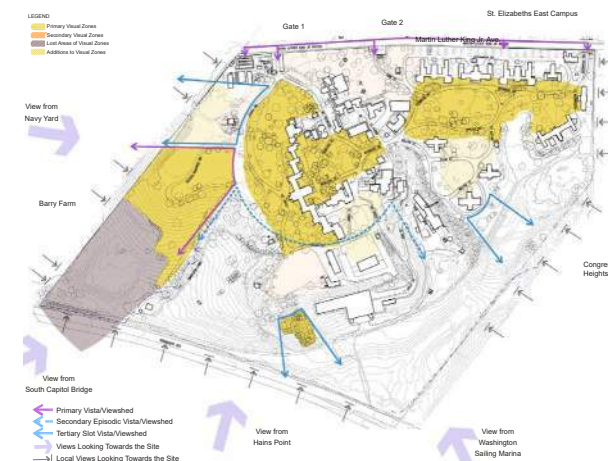 St. Elizabeths East Campus
LEGEND
Primary Visual Zones
Secondary Visual Zones
Lost Areas of Visual Zones
Additions to Visual Zones
Gate 1
Gate 2
Martin Luther King Jr. Ave.
View from
Navy Yard
Barry Farm
Congre
Heights
View from
South Capitol Bridge
Primary Vista/Viewshed
Secondary Episodic Vista/Viewshed
Tertiary Slot Vista/Viewshed
Views Looking Towards the Site
Local Views Looking Towards the Site
View from
Hains Point
View from
Washington
Sailing Marina